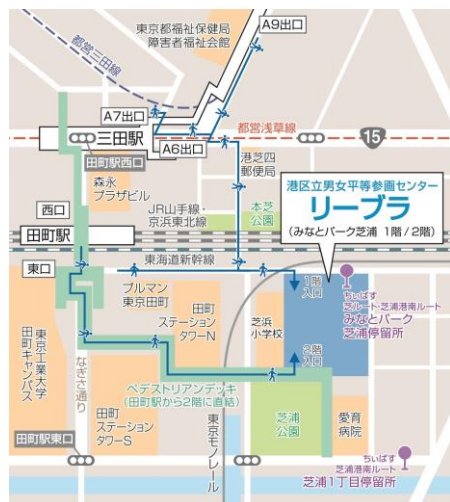 東京都福祉保健局
障害者福祉会館
A9出口
都営三田線
A7出口
三田駅
都営浅草線
15
A6出口
田町駅西口
港芝四
郵便局
森永
プラザビル
西口
JR山手線・
京浜東北線
本芝
公園
港区立男女平等参画センター
リーブラ
(みなとパーク芝浦 1階/2階)
田町駅
東海道新幹線
東口
プルマン
東京田町
1階
入口
ちぃばす
芝ルート・芝浦港南ルート
みなとパーク
芝浦停留所
田町
ステーション
タワーN
芝浜
小学校
東京工業大学
田町キャンパス
なぎさ通り
2階
入口
ペデストリアンデッキ
(田町駅から2階に直結)
田町
ステーション
タワーS
東京モノレール
芝浦
公園
愛育
病院
田町駅東口
ちぃばす
芝浦港南ルート
芝浦1丁目停留所